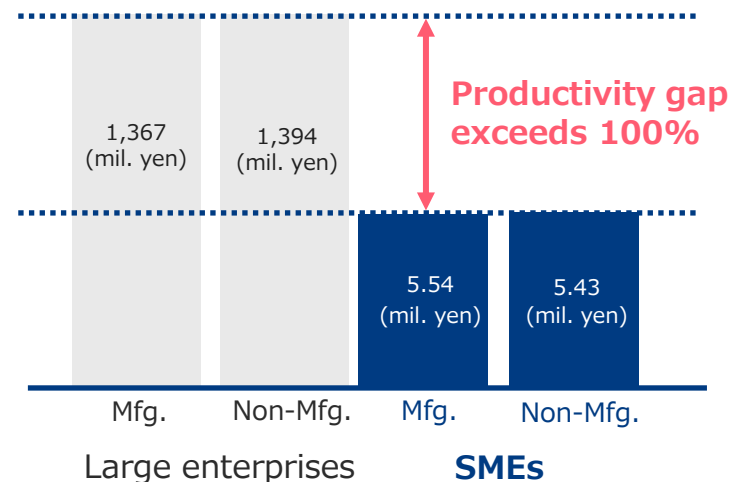 Productivity gap
exceeds 100%
1,367
(mil. yen)
1,394
(mil. yen)
5.54
(mil. yen)
5.43
(mil. yen)
Mfg.
Non-Mfg.
Mfg.
Non-Mfg.
Large enterprises
SMEs